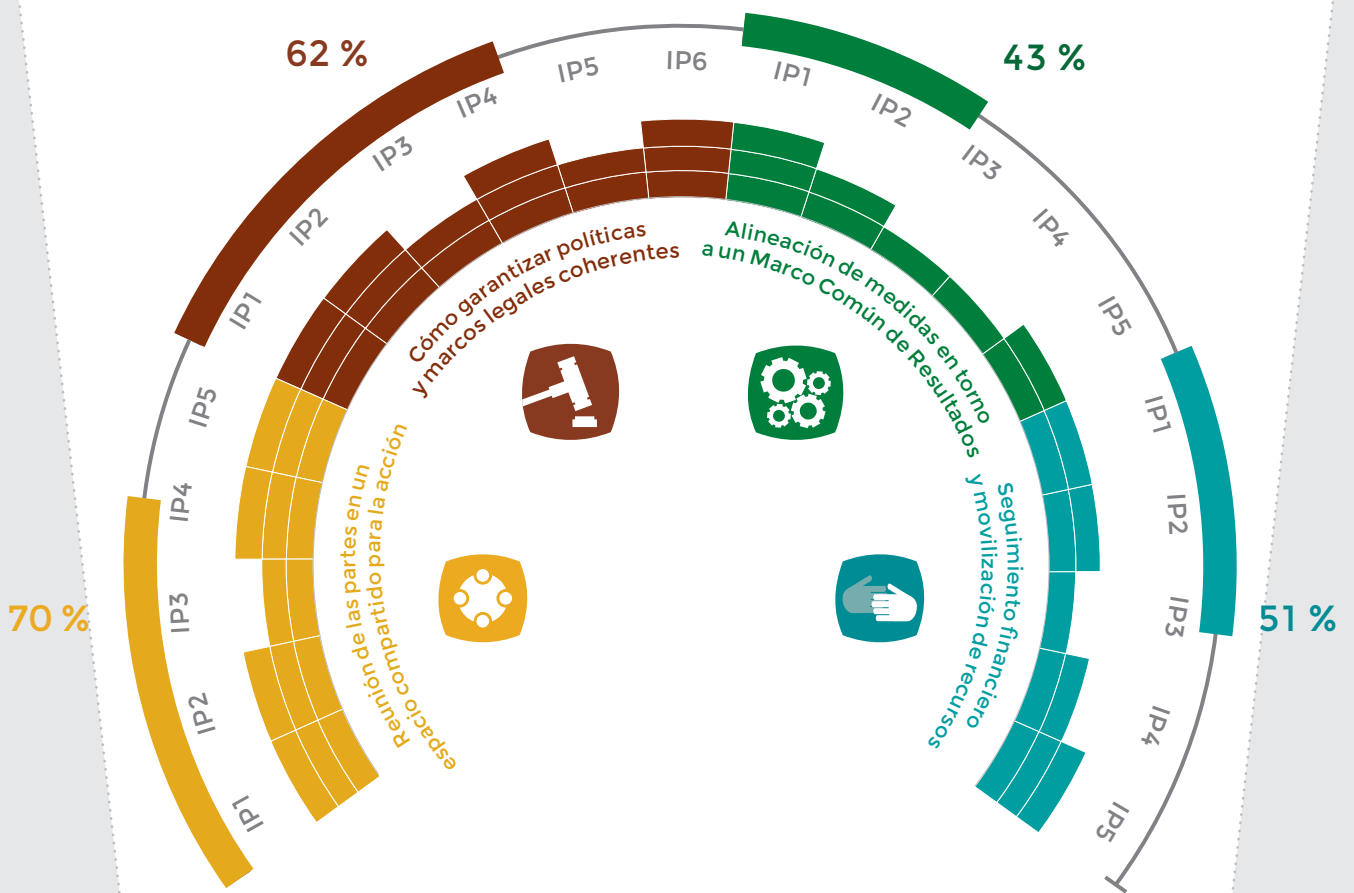 70 %
IP1
IP2
IP3
IP4
IP5
Reunión de las partes en un
espacio compartido para la acción
62 %
IP1
IP2
IP3
IP4
IP5
IP6
Cómo garantizar políticas
y marcos legales coherentes
43 %
IP1
IP2
IP3
IP4
IP5
Alineación de medidas en torno
a un Marco Común de Resultados
51 %
IP1
IP2
IP3
IP4
IP5
Seguimiento financiero
y movilización de recursos